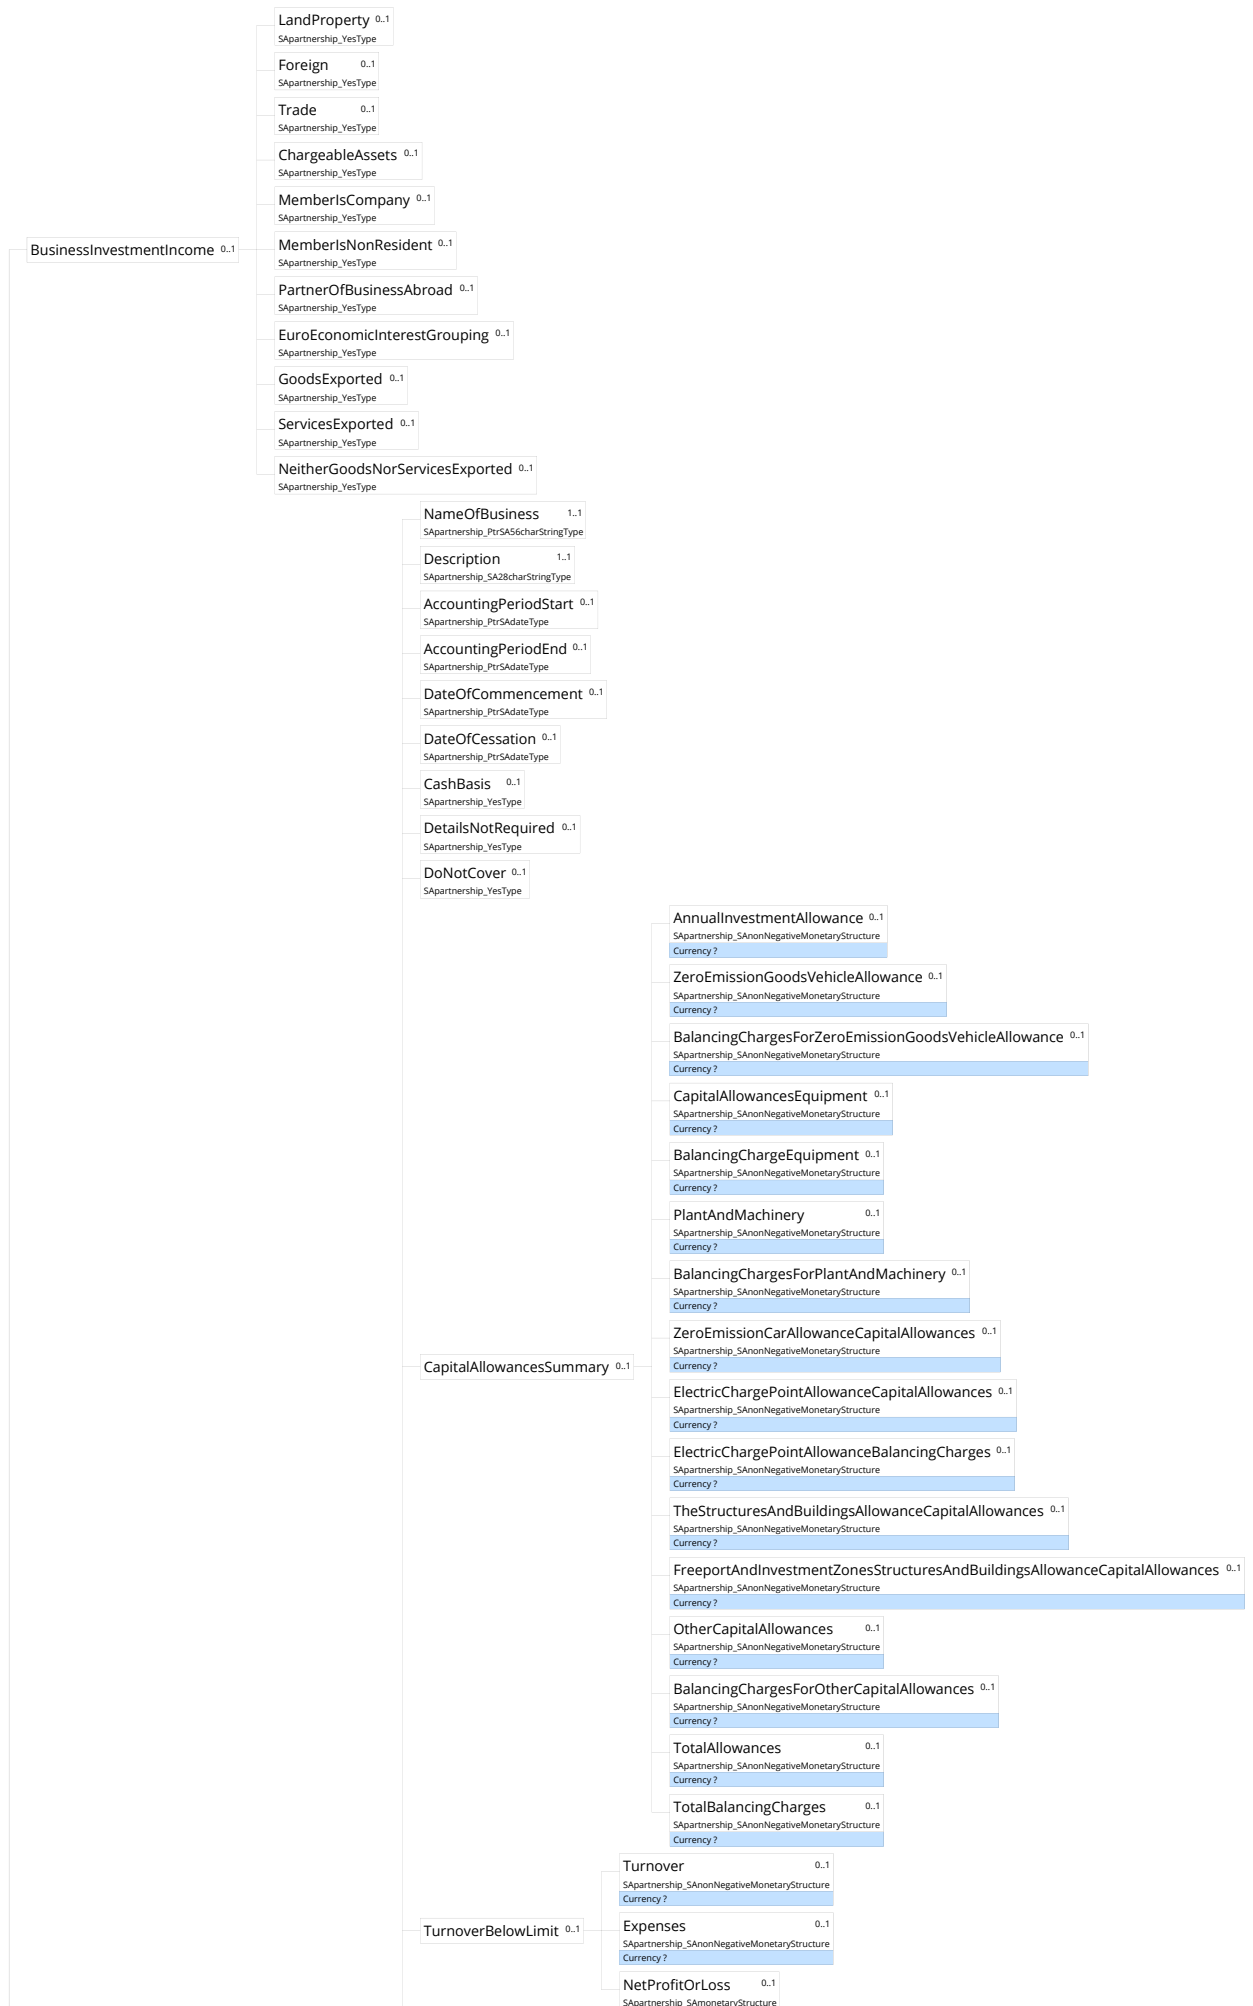 LandProperty 0..1
SApartnership_YesType
Foreign 0..1
SApartnership_YesType
Trade 0..1
SApartnership_YesType
ChargeableAssets 0..1
SApartnership_YesType
MemberIsCompany 0..1
SApartnership_YesType
BusinessInvestmentIncome 0..1
MemberIsNonResident 0..1
SApartnership_YesType
PartnerOfBusinessAbroad 0..1
SApartnership_YesType
EuroEconomicInterestGrouping 0..1
SApartnership_YesType
GoodsExported 0..1
SApartnership_YesType
ServicesExported 0..1
SApartnership_YesType
NeitherGoodsNorServicesExported 0..1
SApartnership_YesType
NameOfBusiness 1..1
SApartnership_PtrSA56charStringType
Description 1..1
SApartnership_SA28charStringType
AccountingPeriodStart 0..1
SApartnership_PtrSAdateType
AccountingPeriodEnd 0..1
SApartnership_PtrSAdateType
DateOfCommencement 0..1
SApartnership_PtrSAdateType
DateOfCessation 0..1
SApartnership_PtrSAdateType
CashBasis 0..1
SApartnership_YesType
DetailsNotRequired 0..1
SApartnership_YesType
DoNotCover 0..1
SApartnership_YesType
AnnualInvestmentAllowance 0..1
SApartnership_SAnonNegativeMonetaryStructure
Currency ?
ZeroEmissionGoodsVehicleAllowance 0..1
SApartnership_SAnonNegativeMonetaryStructure
Currency ?
BalancingChargesForZeroEmissionGoodsVehicleAllowance 0..1
SApartnership_SAnonNegativeMonetaryStructure
Currency ?
CapitalAllowancesEquipment 0..1
SApartnership_SAnonNegativeMonetaryStructure
Currency ?
BalancingChargeEquipment 0..1
SApartnership_SAnonNegativeMonetaryStructure
Currency ?
PlantAndMachinery 0..1
SApartnership_SAnonNegativeMonetaryStructure
Currency ?
BalancingChargesForPlantAndMachinery 0..1
SApartnership_SAnonNegativeMonetaryStructure
Currency ?
ZeroEmissionCarAllowanceCapitalAllowances 0..1
SApartnership_SAnonNegativeMonetaryStructure
Currency ?
CapitalAllowancesSummary 0..1
ElectricChargePointAllowanceCapitalAllowances 0..1
SApartnership_SAnonNegativeMonetaryStructure
Currency ?
ElectricChargePointAllowanceBalancingCharges 0..1
SApartnership_SAnonNegativeMonetaryStructure
Currency ?
TheStructuresAndBuildingsAllowanceCapitalAllowances 0..1
SApartnership_SAnonNegativeMonetaryStructure
Currency ?
FreeportAndInvestmentZonesStructuresAndBuildingsAllowanceCapitalAllowances 0..1
SApartnership_SAnonNegativeMonetaryStructure
Currency ?
OtherCapitalAllowances 0..1
SApartnership_SAnonNegativeMonetaryStructure
Currency ?
BalancingChargesForOtherCapitalAllowances 0..1
SApartnership_SAnonNegativeMonetaryStructure
Currency ?
TotalAllowances 0..1
SApartnership_SAnonNegativeMonetaryStructure
Currency ?
TotalBalancingCharges 0..1
SApartnership_SAnonNegativeMonetaryStructure
Currency ?
Turnover 0..1
SApartnership_SAnonNegativeMonetaryStructure
Currency ?
TurnoverBelowLimit 0..1
Expenses 0..1
SApartnership_SAnonNegativeMonetaryStructure
Currency ?
NetProfitOrLoss 0..1
SApartnership_SAmonetaryStructure